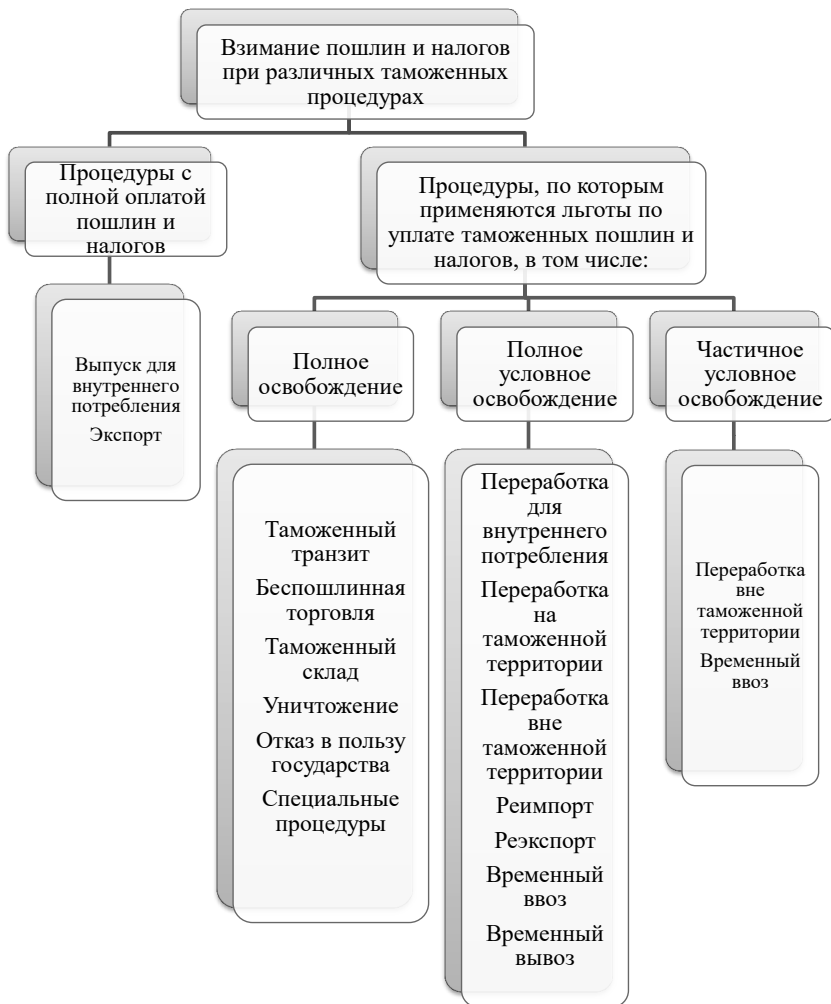 Взимание пошлин и налогов
при различных таможенных
процедурах
Процедуры с
полной оплатой
пошлин и
налогов
Выпуск для
внутреннего
потребления
Экспорт
Процедуры, по которым
применяются льготы по
уплате таможенных пошлин и
налогов, в том числе:
Полное
освобождение
Таможенный
транзит
Беспошлинная
торговля
Таможенный
склад
Уничтожение
Отказ в пользу
государства
Специальные
процедуры
Полное
условное
освобождение
Переработка
для
внутреннего
потребления
Переработка
на
таможенной
территории
Переработка
вне
таможенной
территории
Реимпорт
Реэкспорт
Временный
ввоз
Временный
вывоз
Частичное
условное
освобождение
Переработка
вне
таможенной
территории
Временный
ввоз